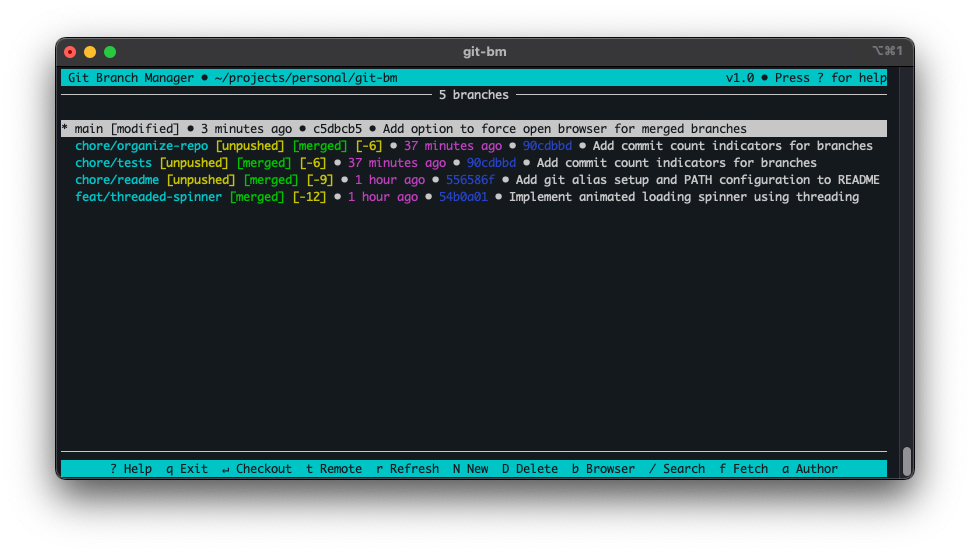 git-bm
⌥⌘1
Git Branch Manager • ~/projects/personal/git-bm v1.0 • Press ? for help
5 branches
* main [modified] • 3 minutes ago • c5dbcb5 • Add option to force open browser for merged branches
chore/organize-repo [unpushed] [merged] [-6] • 37 minutes ago • 90cdbbd • Add commit count indicators for branches
chore/tests [unpushed] [merged] [-6] • 37 minutes ago • 90cdbbd • Add commit count indicators for branches
chore/readme [unpushed] [merged] [-9] • 1 hour ago • 556586f • Add git alias setup and PATH configuration to README
feat/threaded-spinner [merged] [-12] • 1 hour ago • 54b0a01 • Implement animated loading spinner using threading
? Help q Exit ↵ Checkout t Remote r Refresh N New D Delete b Browser / Search f Fetch a Author